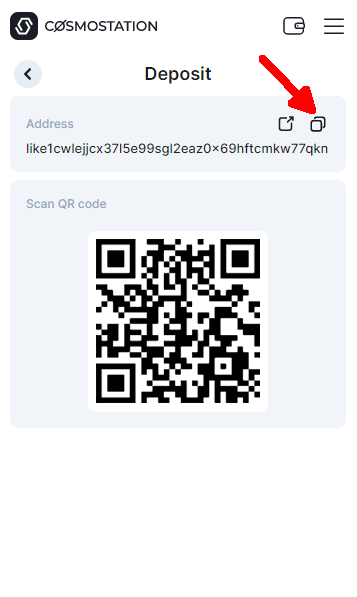 CØSMOSTATION
Deposit
Address
like1cwlejjcx37l5e99sgl2eaz0x69hftcmkw77qkn
Scan QR code